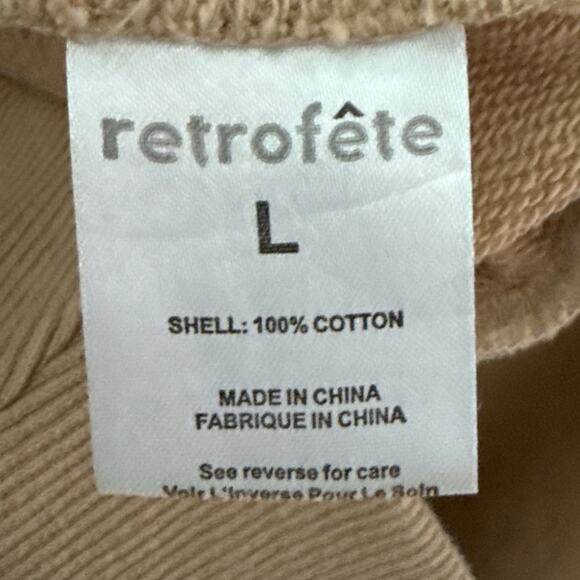 retrofête
L
SHELL: 100% COTTON
MADE IN CHINA
FABRIQUE IN CHINA
See reverse for care
Voir L'inverse Pour Le Soin